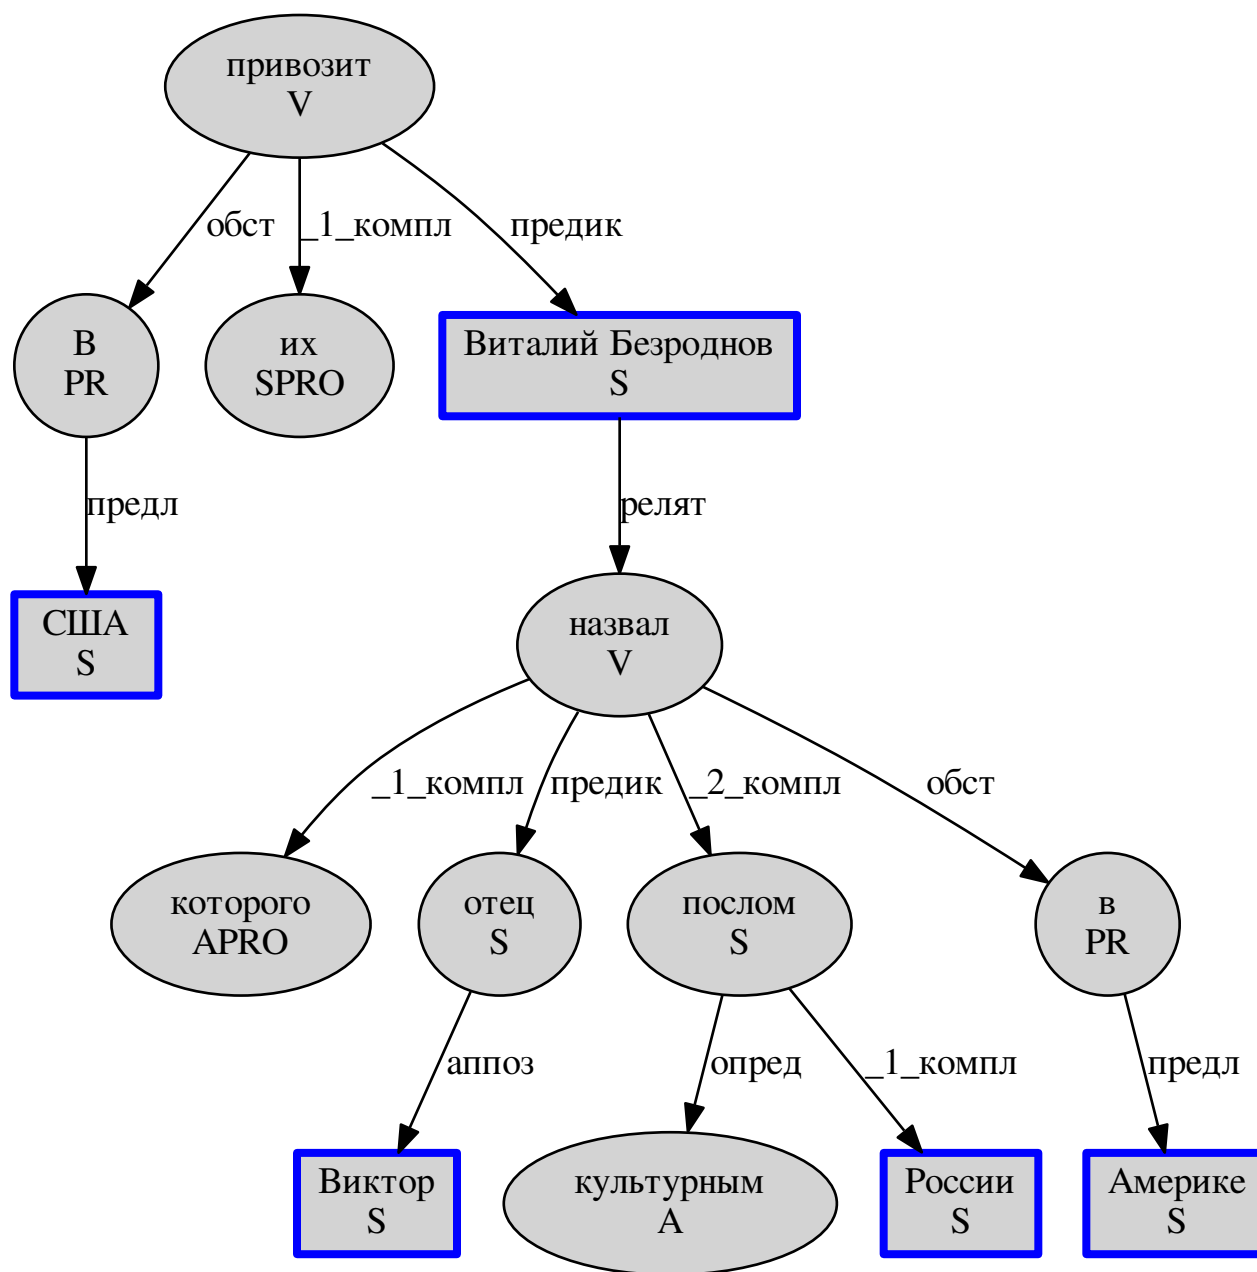 привозит
V
обст
_1_компл
предик
В
PR
их
SPRO
Виталий Безроднов
S
предл
релят
США
S
назвал
V
_1_компл
предик
_2_компл
обст
которого
APRO
отец
S
послом
S
в
PR
аппоз
опред
_1_компл
предл
Виктор
S
культурным
A
России
S
Америке
S